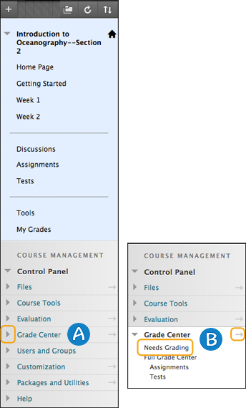 Introduction to
Oceanography--Section
2
Home Page
Getting Started
Week 1
Week 2
Discussions
Assignments
Tests
Tools
My Grades
COURSE MANAGEMENT
Control Panel
Files
Course Tools
Evaluation
Grade Center
A
Users and Groups
Customization
Packages and Utilities
Help
COURSE MANAGEMENT
Control Panel
Files
Course Tools
Evaluation
Grade Center
B
Needs Grading
Full Grade Center
Assignments
Tests